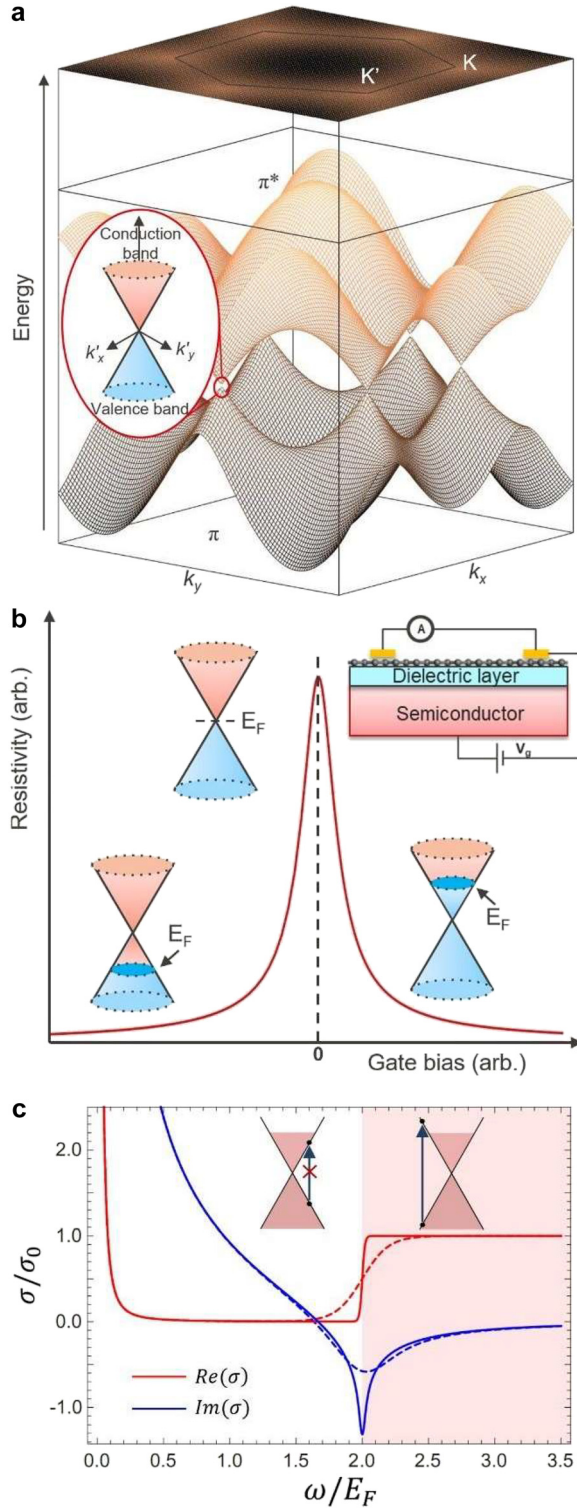 a
K
K'
π*
Conduction
band
k'x
k'y
Valence band
Energy
π
ky
kx
b
A
Dielectric layer
Semiconductor
Vg
EF
EF
EF
Resistivity (arb.)
0
Gate bias (arb.)
c
2.0
1.0
0.0
-1.0
σ/σ0
Re(σ)
Im(σ)
0.0 0.5 1.0 1.5 2.0 2.5 3.0 3.5
ω/EF